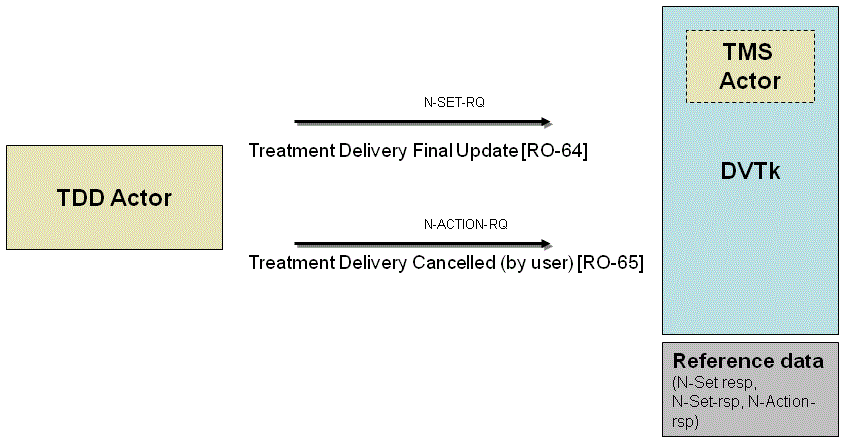 TMS
Actor
N-SET-RQ
Treatment Delivery Final Update [RO-64]
DVTk
TDD Actor
N-ACTION-RQ
Treatment Delivery Cancelled (by user) [RO-65]
Reference data
(N-Set resp,
N-Set-rsp, N-Action-
rsp)